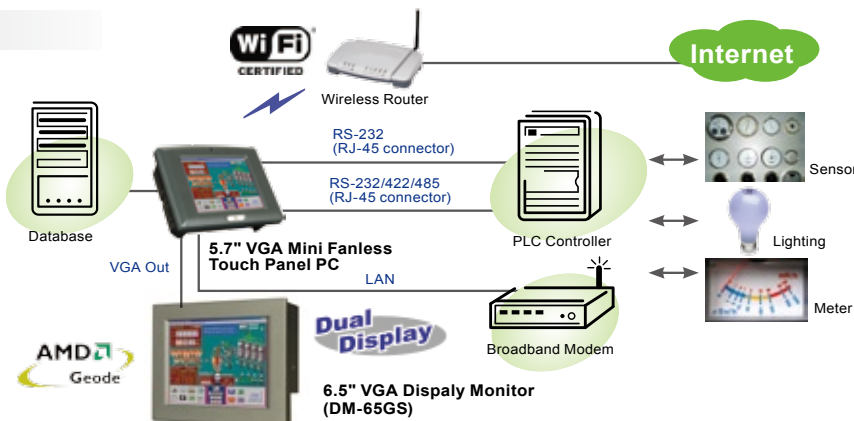 Wi Fi
CERTIFIED
Internet
Wireless Router
RS-232
(RJ-45 connector)
RS-232/422/485
(RJ-45 connector)
Sensor
Database
PLC Controller
Lighting
5.7" VGA Mini Fanless
Touch Panel PC
VGA Out
LAN
Meter
Dual
Display
Broadband Modem
AMD
Geode
6.5" VGA Dispaly Monitor
(DM-65GS)